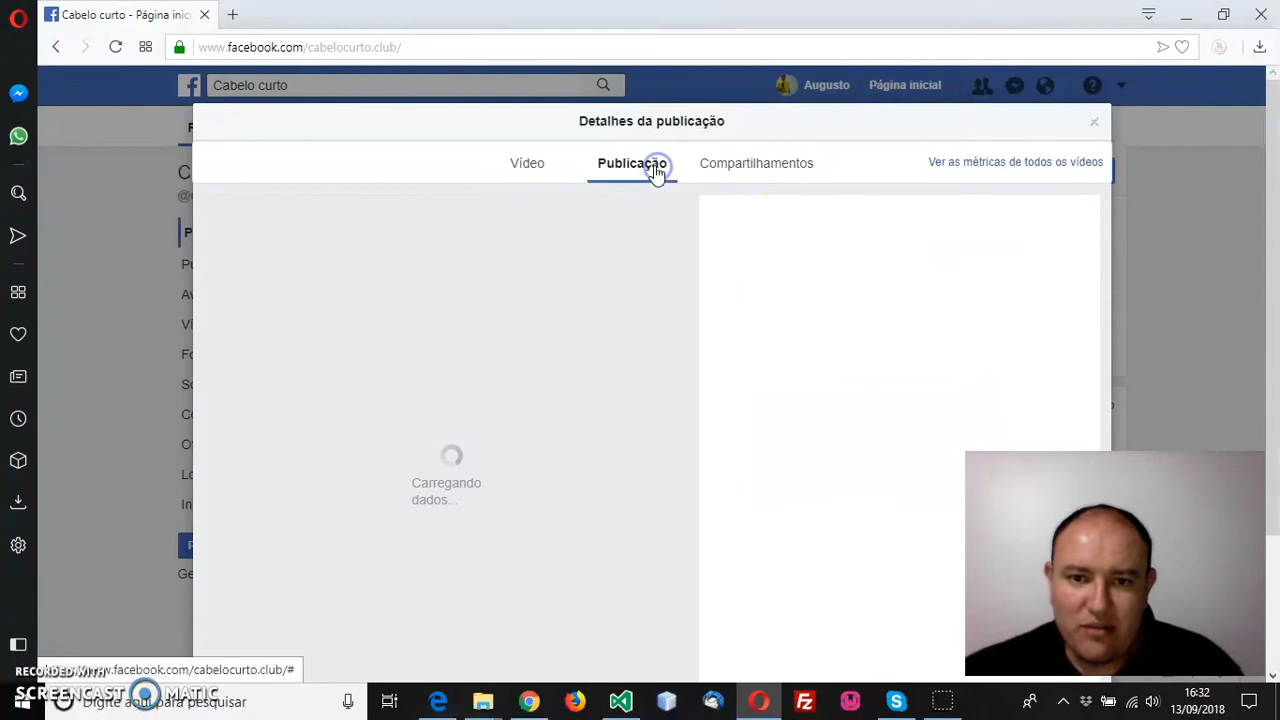 Cabelo curto - Página inic
www.facebook.com/cabelocurto.club/
Cabelo curto
Augusto
Página inicial
Detalhes da publicação
Vídeo
Publicação
Compartilhamentos
Ver as métricas de todos os vídeos
Carregando
dados...
Ge
www.facebook.com/cabelocurto.club/#
RECORDED WITH
SCREENCAST MATIC
Digite aqui para pesquisar
16:32
13/09/2018